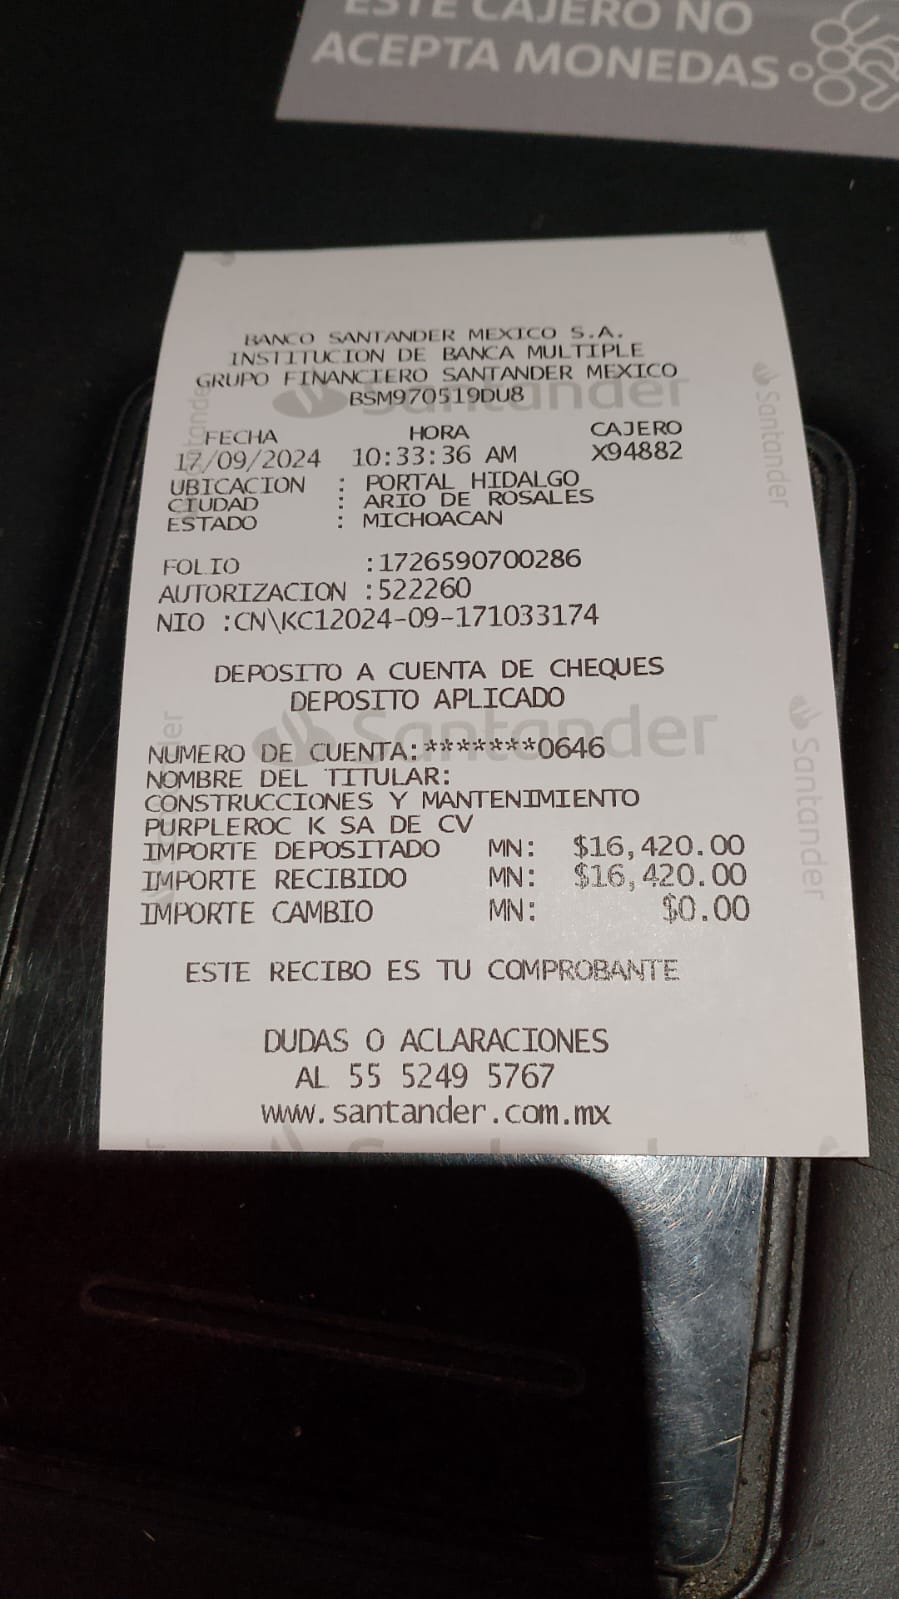 ESTE CAJERO NO
ACEPTA MONEDAS
BANCO SANTANDER MEXICO S.A.
INSTITUCION DE BANCA MULTIPLE
GRUPO FINANCIERO SANTANDER MEXICO
BSM970519DU8
FECHA HORA CAJERO
17/09/2024 10:33:36 AM X94882
UBICACION : PORTAL HIDALGO
CIUDAD : ARIO DE ROSALES
ESTADO : MICHOACAN
FOLIO :1726590700286
AUTORIZACION :522260
NIO :CN\KC12024-09-171033174
DEPOSITO A CUENTA DE CHEQUES
DEPOSITO APLICADO
NUMERO DE CUENTA:*******0646
NOMBRE DEL TITULAR:
CONSTRUCCIONES Y MANTENIMIENTO
PURPLEROC K SA DE CV
IMPORTE DEPOSITADO MN: $16,420.00
IMPORTE RECIBIDO MN: $16,420.00
IMPORTE CAMBIO MN: $0.00
ESTE RECIBO ES TU COMPROBANTE
DUDAS O ACLARACIONES
AL 55 5249 5767
www.santander.com.mx
Santander
Santander
Santander
Santander